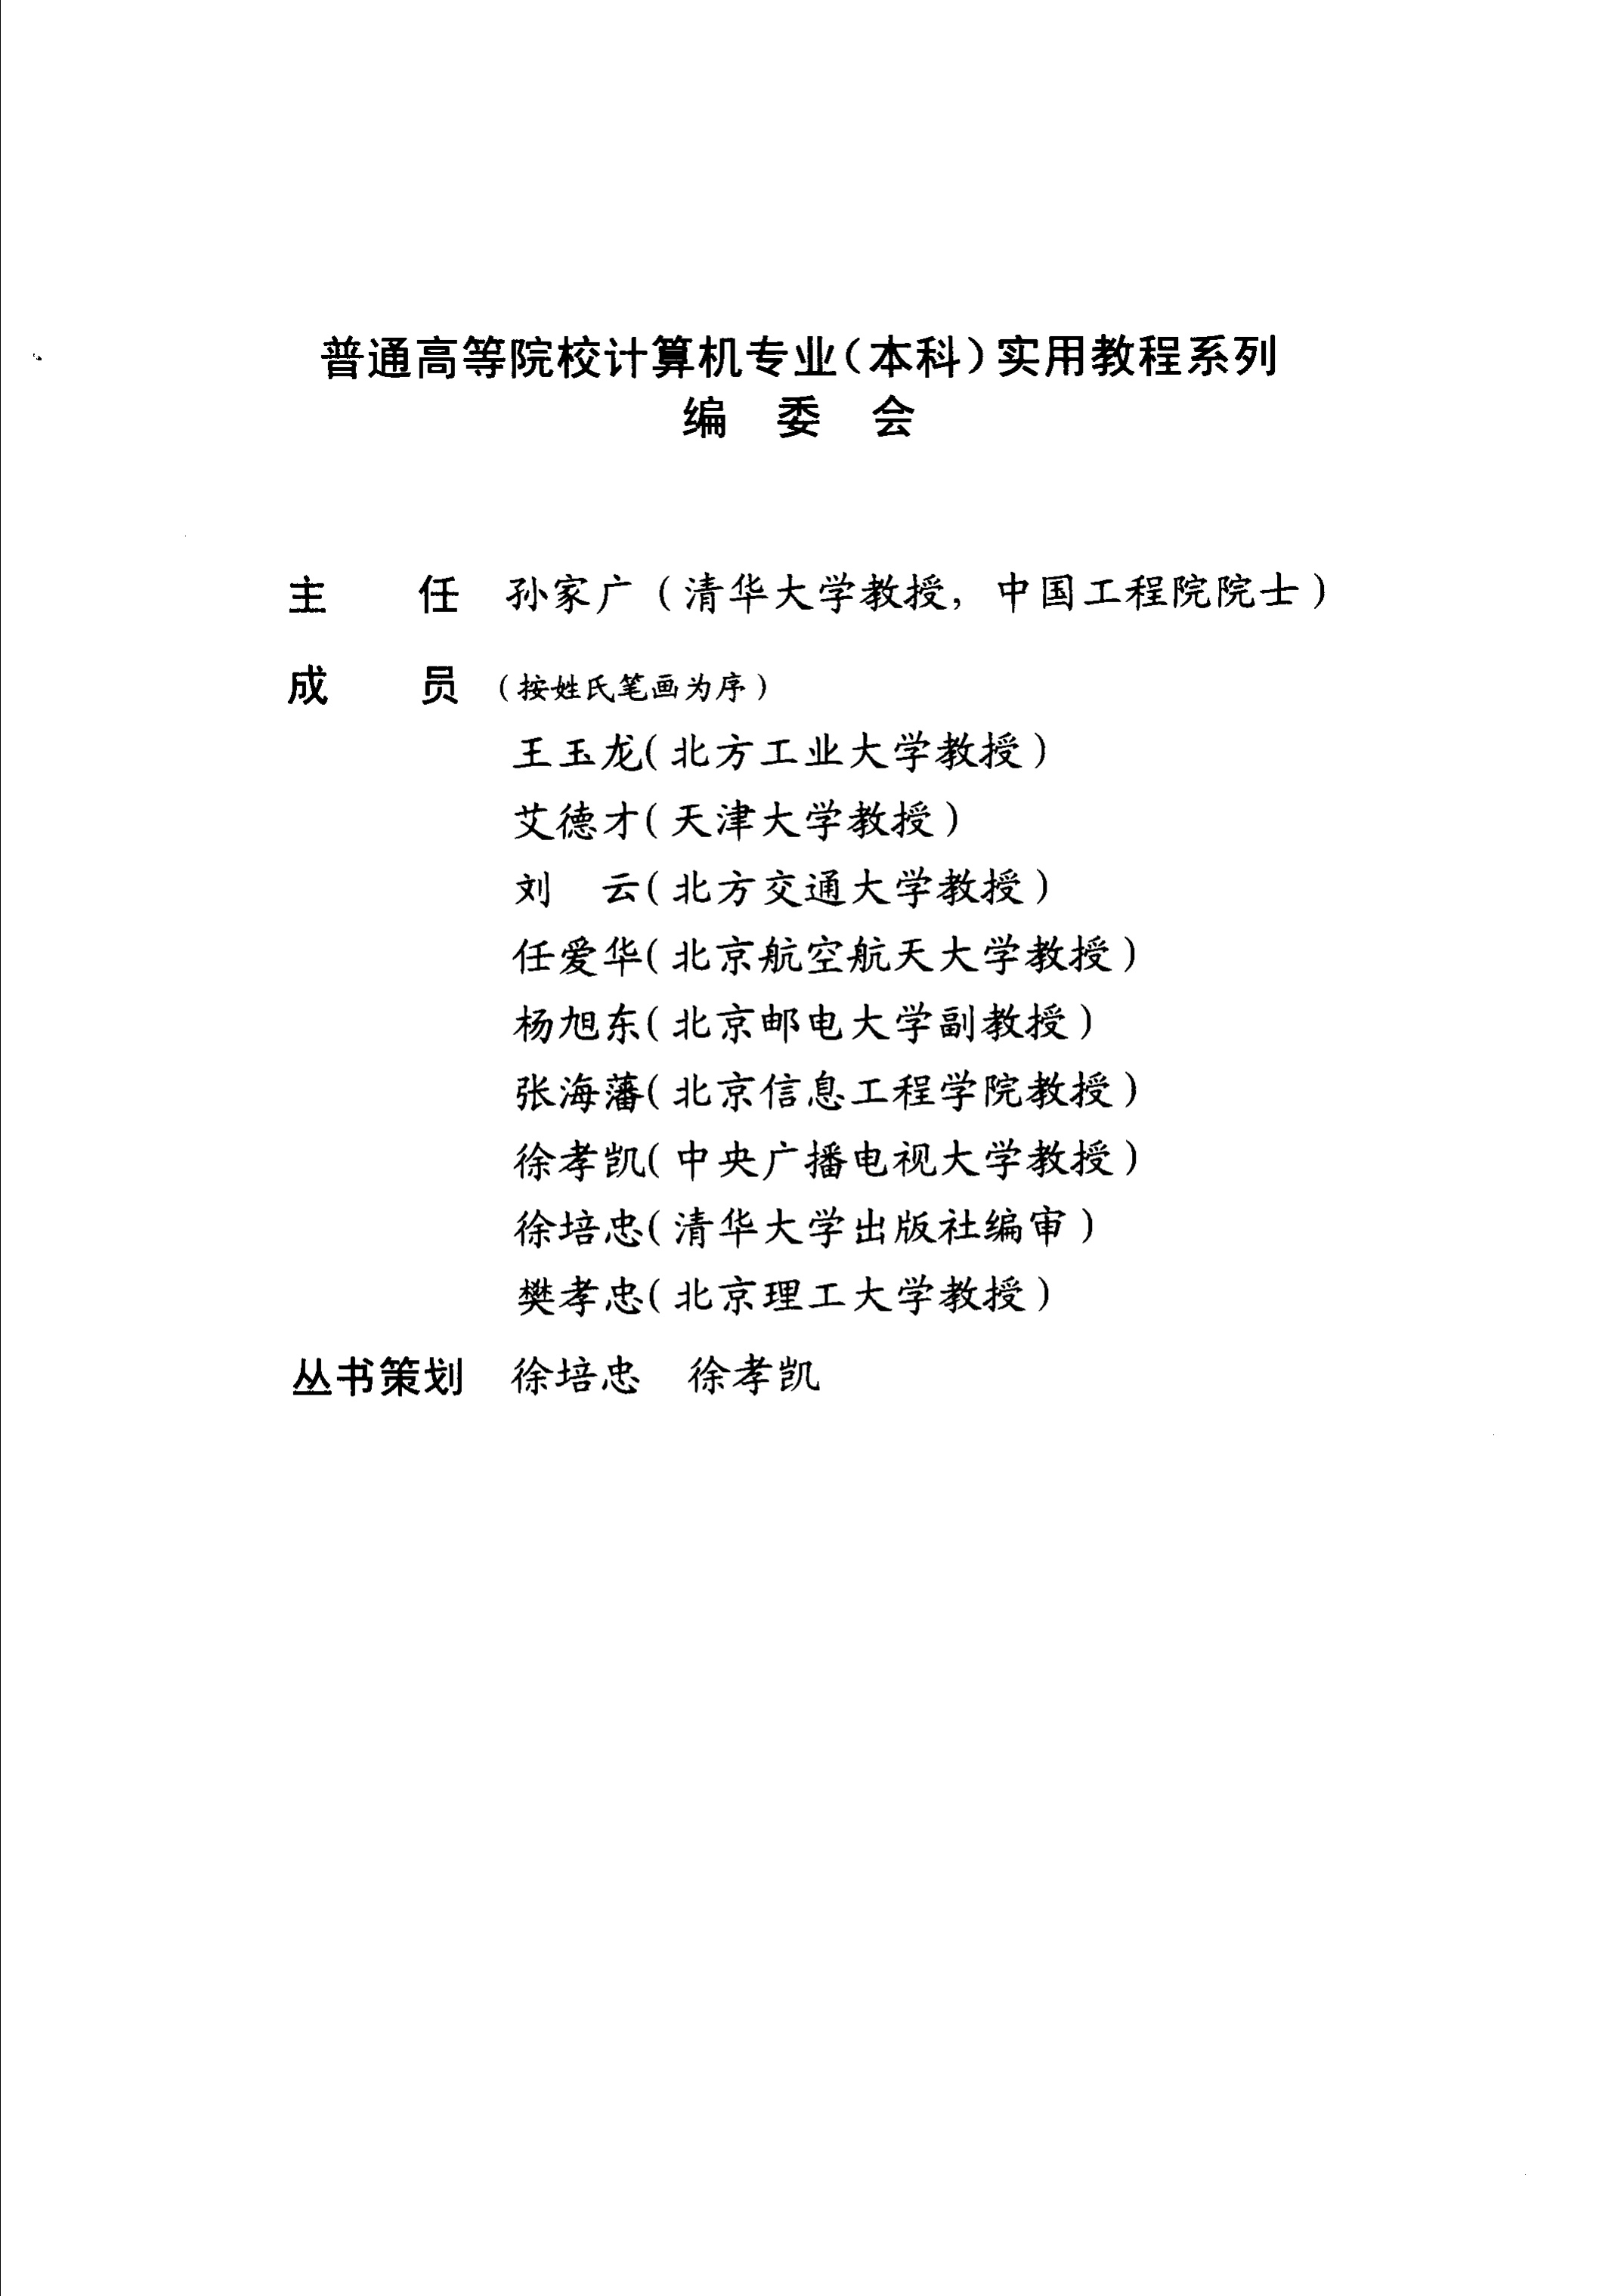 普通高等院校计算机专业（本科）实用教程系列
编　委　会
主　　任　孙家广（清华大学教授，中国工程院院士）
成　　员　（按姓氏笔画为序）
王玉龙（北方工业大学教授）
艾德才（天津大学教授）
刘　云（北方交通大学教授）
任爱华（北京航空航天大学教授）
杨旭东（北京邮电大学副教授）
张海藩（北京信息工程学院教授）
徐孝凯（中央广播电视大学教授）
徐培忠（清华大学出版社编审）
樊孝忠（北京理工大学教授）
丛书策划　徐培忠　徐孝凯